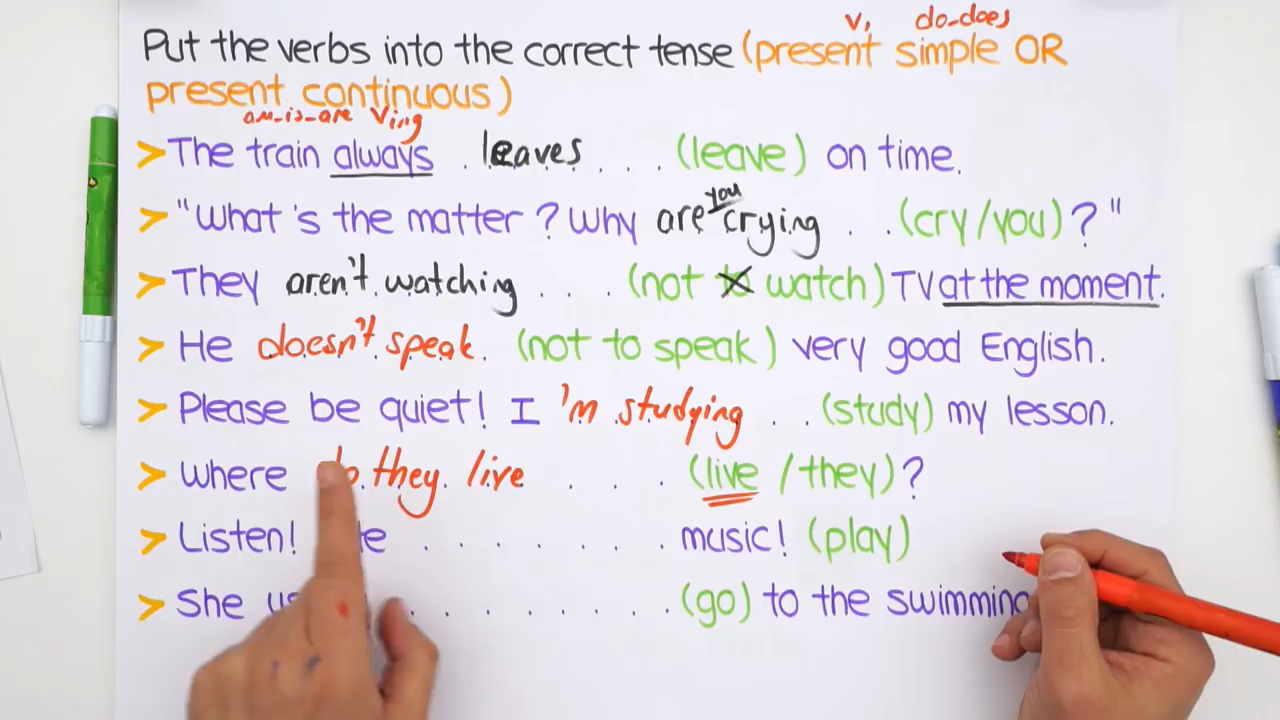 v, do-does
Put the verbs into the correct tense (present simple OR
present continuous)
am-is-are Ving
➤ The train always . leaves . . . (leave) on time.
➤ "What's the matter? Why are you crying . . (cry/you)?"
➤ They aren't watching . . . (not to watch) TV at the moment.
➤ He doesn't speak. (not to speak) very good English.
➤ Please be quiet! I 'm studying . . (study) my lesson.
➤ Where they live . . . (live / they)?
➤ Listen! . . . . . . . . music! (play)
➤ She . . . . . . . . (go) to the